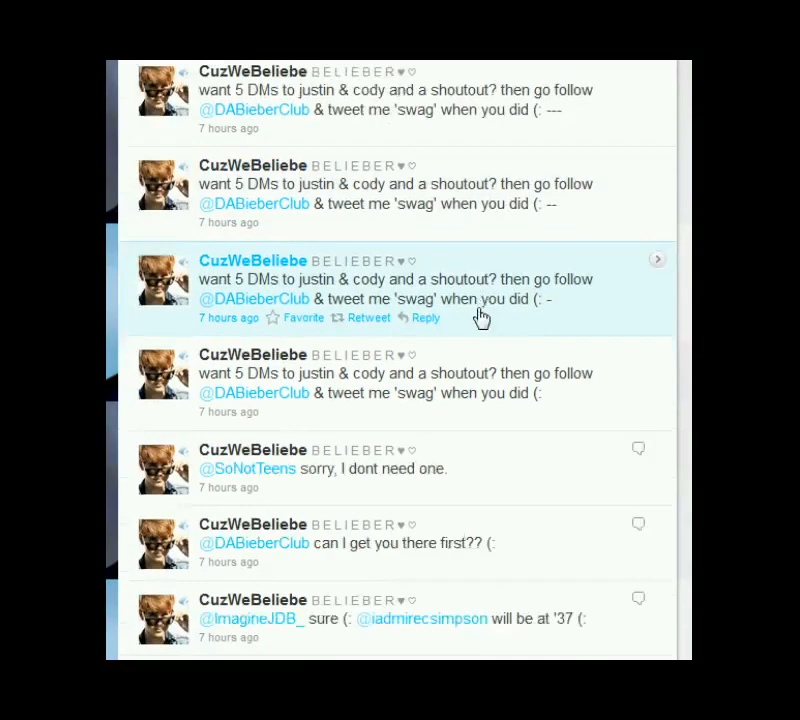 CuzWeBeliebe B E L I E B E R ♥ ♡
want 5 DMs to justin & cody and a shoutout? then go follow
@DABieberClub & tweet me 'swag' when you did (: ---
7 hours ago
CuzWeBeliebe B E L I E B E R ♥ ♡
want 5 DMs to justin & cody and a shoutout? then go follow
@DABieberClub & tweet me 'swag' when you did (: --
7 hours ago
CuzWeBeliebe B E L I E B E R ♥ ♡
want 5 DMs to justin & cody and a shoutout? then go follow
@DABieberClub & tweet me 'swag' when you did (: -
7 hours ago Favorite Retweet Reply
CuzWeBeliebe B E L I E B E R ♥ ♡
want 5 DMs to justin & cody and a shoutout? then go follow
@DABieberClub & tweet me 'swag' when you did (:
7 hours ago
CuzWeBeliebe B E L I E B E R ♥ ♡
@SoNotTeens sorry, I dont need one.
7 hours ago
CuzWeBeliebe B E L I E B E R ♥ ♡
@DABieberClub can I get you there first?? (:
7 hours ago
CuzWeBeliebe B E L I E B E R ♥ ♡
@ImagineJDB_ sure (: @iadmirecsimpson will be at '37 (:
7 hours ago